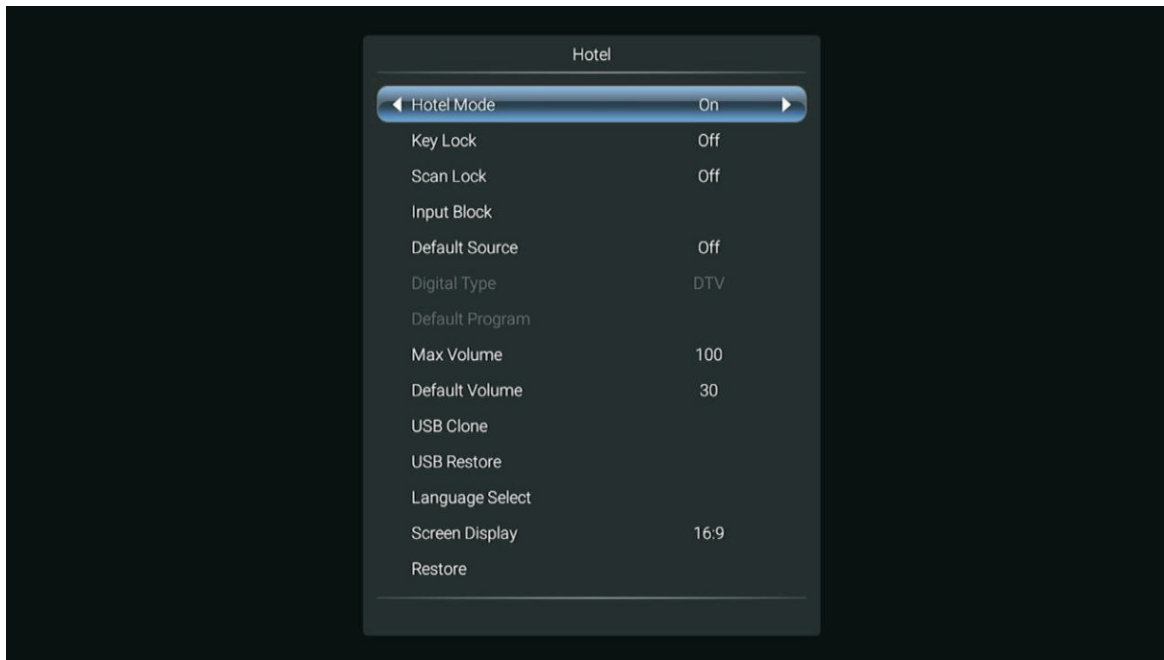 Hotel
Hotel Mode On
Key Lock Off
Scan Lock Off
Input Block
Default Source Off
Digital Type DTV
Default Program
Max Volume 100
Default Volume 30
USB Clone
USB Restore
Language Select
Screen Display 16:9
Restore